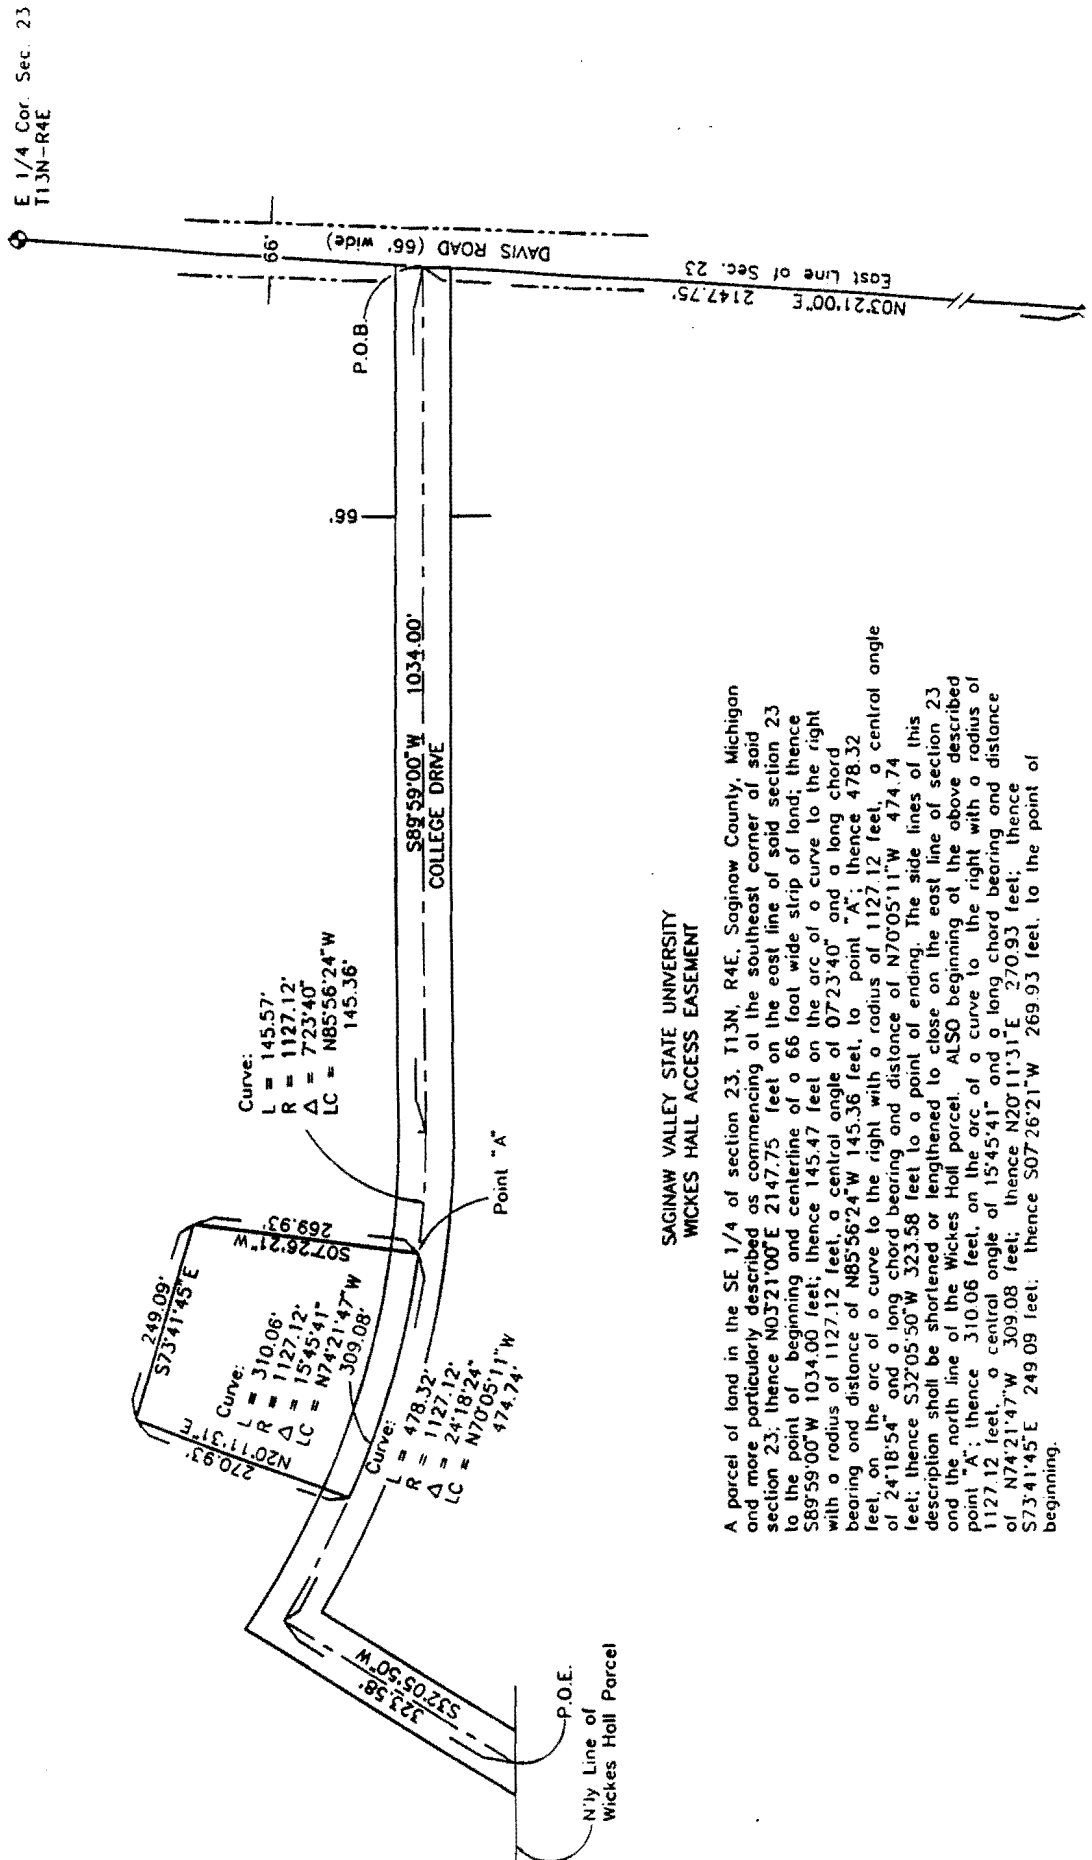 E 1/4 Cor. Sec. 23
T13N-R4E
66'
DAVIS ROAD (66' wide)
P.O.B.
East Line of Sec. 23
N03°21'00"E 2147.75'
66'
S89°59'00"W 1034.00'
COLLEGE DRIVE
Curve:
L = 145.57'
R = 1127.12'
Δ = 7°23'40"
LC = N85°56'24"W
145.36'
Point "A"
S07°26'21"W
269.93'
249.09'
S73°41'45"E
N20°11'31"E
270.93'
Curve:
L = 310.06'
R = 1127.12'
Δ = 15°45'41"
LC = N74°21'47"W
309.08'
Curve:
L = 478.32'
R = 1127.12'
Δ = 24°18'24"
LC = N70°05'11"W
474.74'
323.58'
S32°05'50"W
P.O.E.
N'ly Line of
Wickes Hall Parcel
SAGINAW VALLEY STATE UNIVERSITY
WICKES HALL ACCESS EASEMENT
A parcel of land in the SE 1/4 of section 23, T13N, R4E, Saginaw County, Michigan
and more particularly described as commencing at the southeast corner of said
section 23; thence N03°21'00"E 2147.75 feet on the east line of said section 23
to the point of beginning and centerline of a 66 foot wide strip of land; thence
S89°59'00"W 1034.00 feet; thence 145.47 feet on the arc of a curve to the right
with a radius of 1127.12 feet, a central angle of 07°23'40" and a long chord
bearing and distance of N85°56'24"W 145.36 feet, to point "A"; thence 478.32
feet, on the arc of a curve to the right with a radius of 1127.12 feet, a central angle
of 24°18'54" and a long chord bearing and distance of N70°05'11"W 474.74
feet; thence S32°05'50"W 323.58 feet to a point of ending. The side lines of this
description shall be shortened or lengthened to close on the east line of section 23
and the north line of the Wickes Hall parcel. ALSO beginning at the above described
point "A"; thence 310.06 feet, on the arc of a curve to the right with a radius of
1127.12 feet, a central angle of 15°45'41" and a long chord bearing and distance
of N74°21'47"W 309.08 feet; thence N20°11'31"E 270.93 feet; thence
S73°41'45"E 249.09 feet; thence S07°26'21"W 269.93 feet, to the point of
beginning.